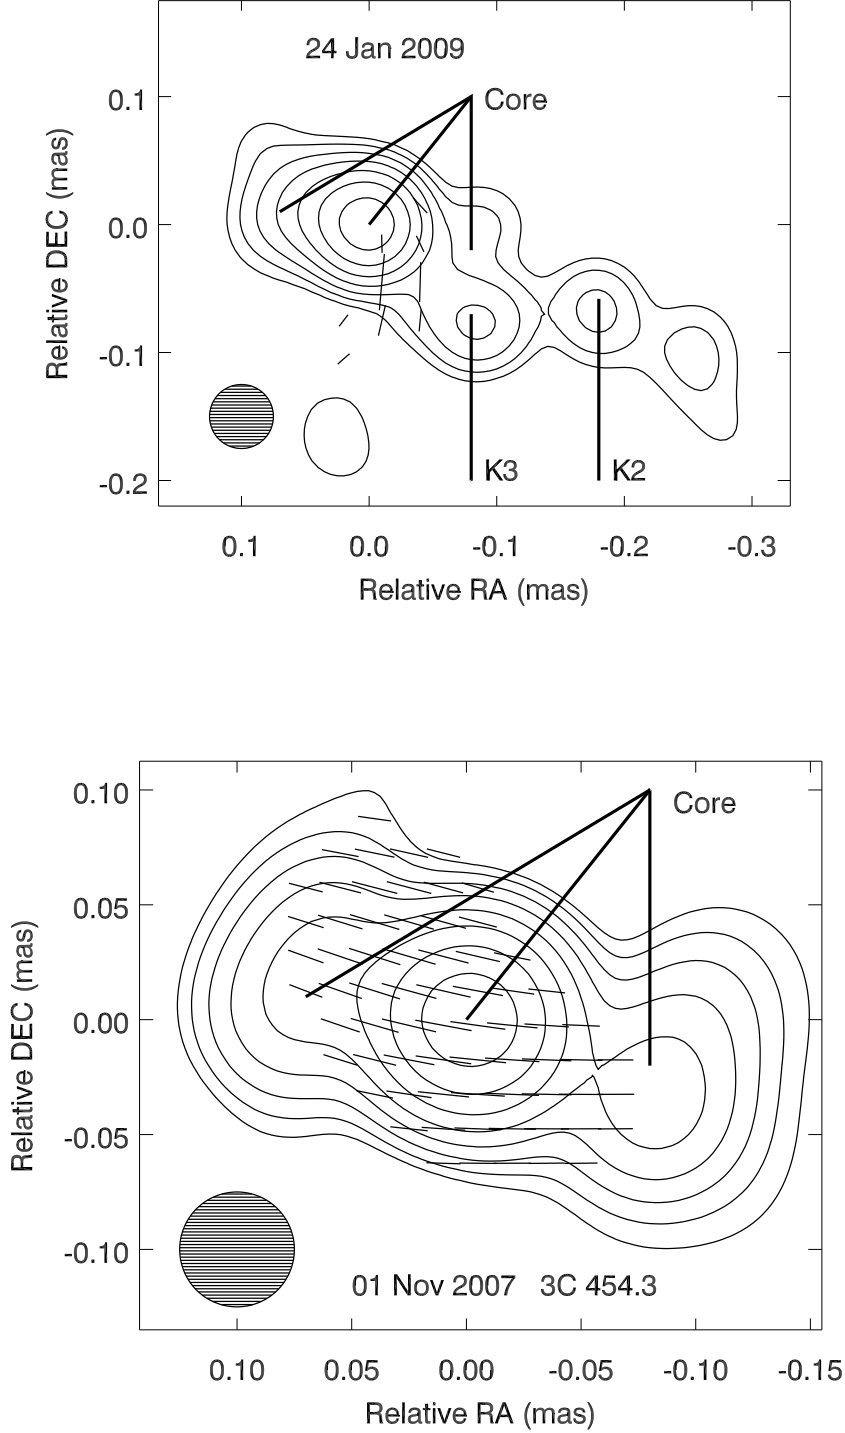 24 Jan 2009
Core
0.1
0.0
-0.1
-0.2
Relative DEC (mas)
K3
K2
0.1 0.0 -0.1 -0.2 -0.3
Relative RA (mas)
0.10
0.05
0.00
-0.05
-0.10
Relative DEC (mas)
Core
01 Nov 2007 3C 454.3
0.10 0.05 0.00 -0.05 -0.10 -0.15
Relative RA (mas)